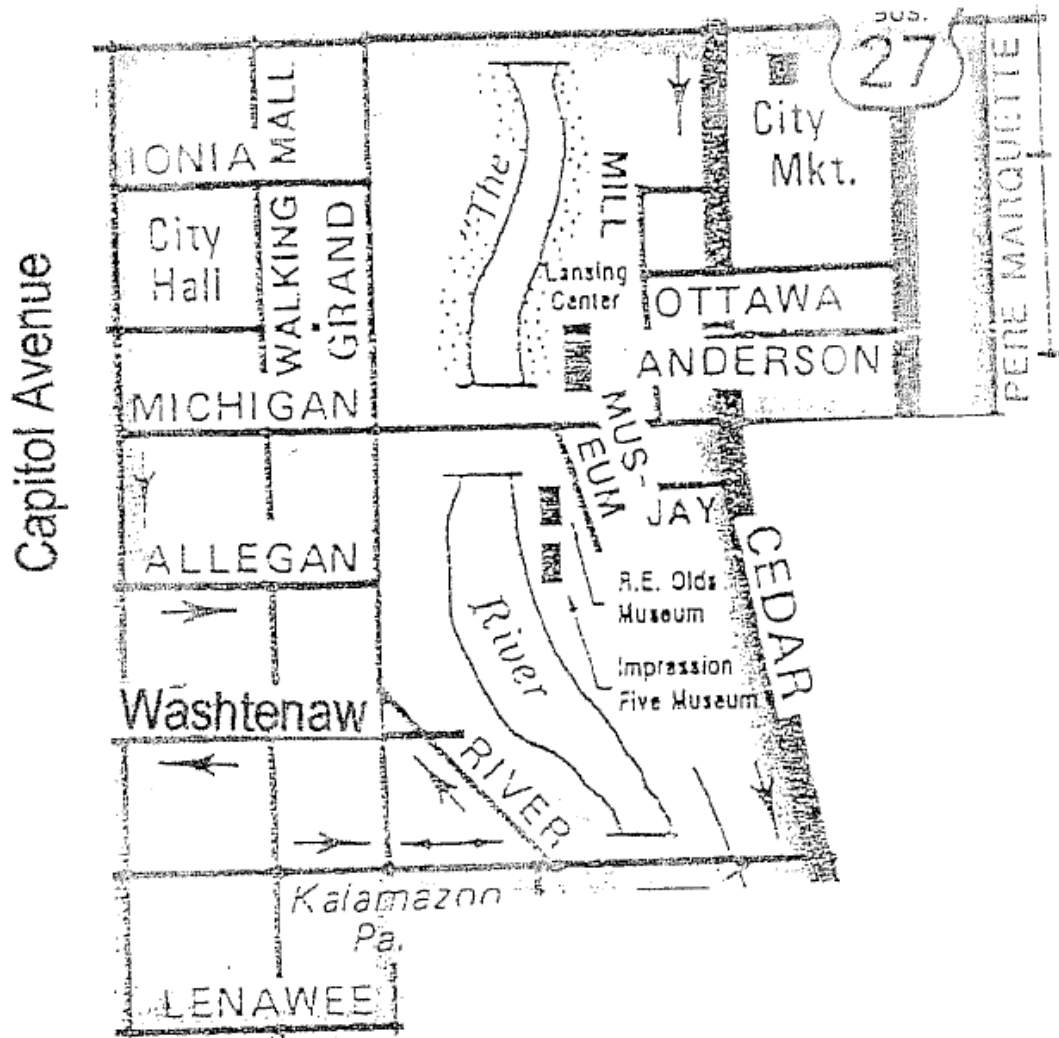 BUS.
27
PERE MARQUETTE
City
Mkt.
IONIA
MALL
WALKING
GRAND
The
MILL
City
Hall
Lansing
Center
OTTAWA
ANDERSON
Capitol Avenue
MICHIGAN
MUS-
EUM
JAY
ALLEGAN
CEDAR
R.E. Olds
Museum
River
Impression
Five Museum
Washtenaw
RIVER
Kalamazoo
Pa.
LENAWEE